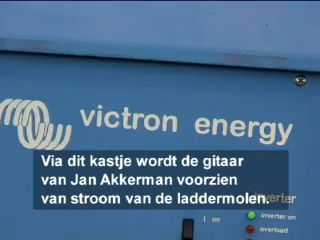 victron energy
Via dit kastje wordt de gitaar
van Jan Akkerman voorzien
van stroom van de laddermolen.
inverter
on
inverter on
overload